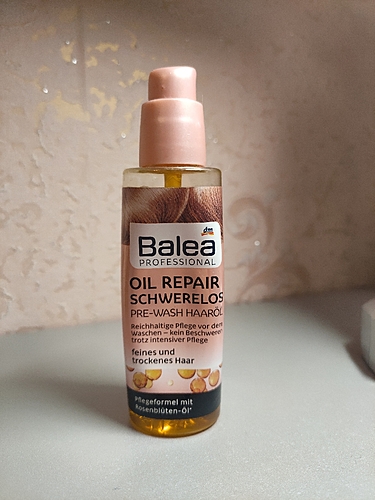 dm
Balea
PROFESSIONAL
OIL REPAIR
SCHWERELOS
PRE-WASH HAARÖL
Reichhaltige Pflege vor dem
Waschen – kein Beschweren
trotz intensiver Pflege
feines und
trockenes Haar
Pflegeformel mit
Rosenblüten-Öl*